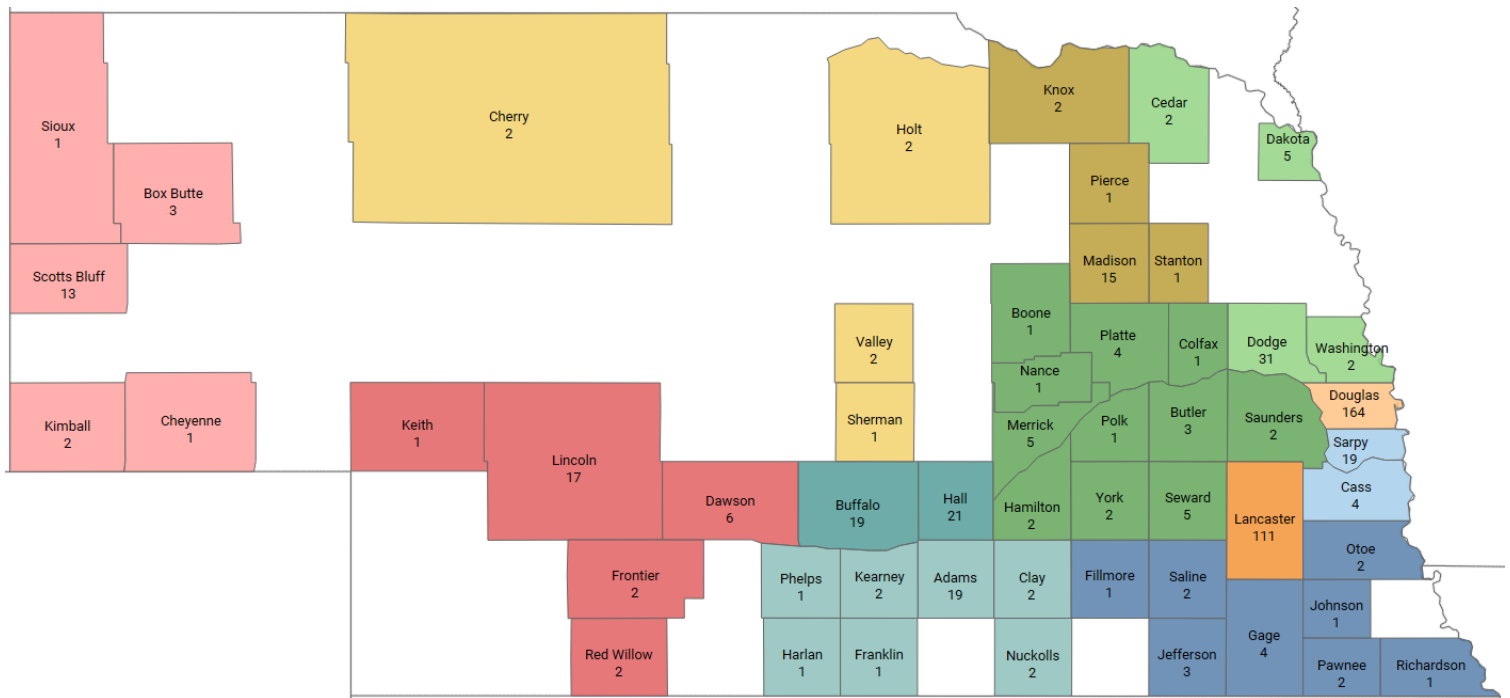 Sioux
1
Cherry
2
Holt
2
Knox
2
Cedar
2
Dakota
5
Box Butte
3
Pierce
1
Scotts Bluff
13
Madison
15
Stanton
1
Boone
1
Valley
2
Platte
4
Colfax
1
Dodge
31
Washington
2
Nance
1
Kimball
2
Cheyenne
1
Keith
1
Lincoln
17
Sherman
1
Merrick
5
Polk
1
Butler
3
Saunders
2
Douglas
164
Sarpy
19
Dawson
6
Buffalo
19
Hall
21
Hamilton
2
York
2
Seward
5
Lancaster
111
Cass
4
Otoe
2
Frontier
2
Phelps
1
Kearney
2
Adams
19
Clay
2
Fillmore
1
Saline
2
Johnson
1
Red Willow
2
Harlan
1
Franklin
1
Nuckolls
2
Jefferson
3
Gage
4
Pawnee
2
Richardson
1